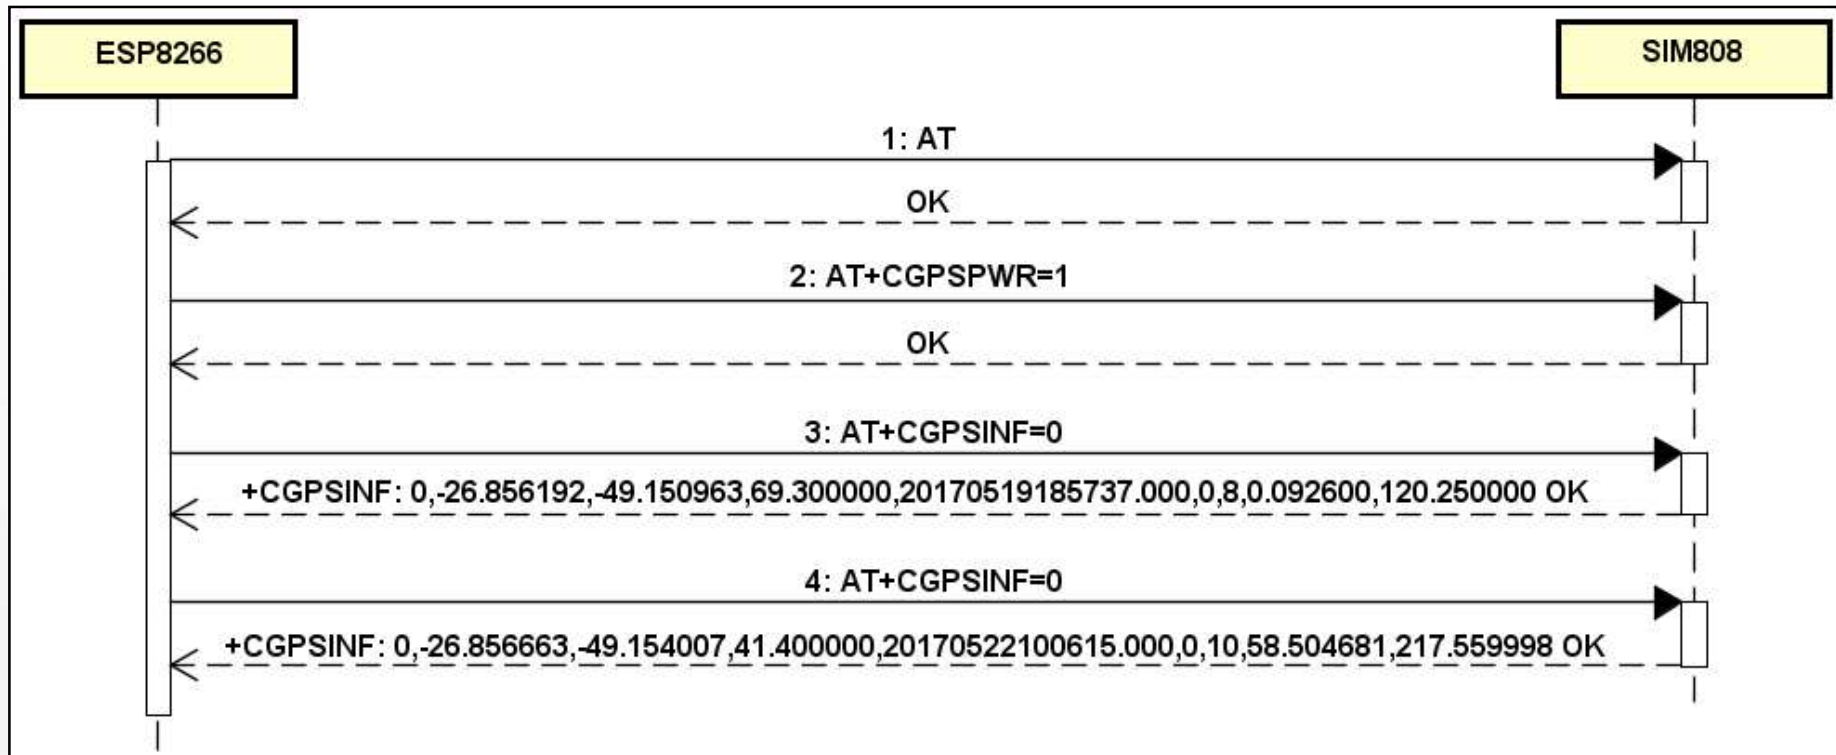 ESP8266
SIM808
1: AT
OK
2: AT+CGPSPWR=1
OK
3: AT+CGPSINF=0
+CGPSINF: 0,-26.856192,-49.150963,69.300000,20170519185737.000,0,8,0.092600,120.250000 OK
4: AT+CGPSINF=0
+CGPSINF: 0,-26.856663,-49.154007,41.400000,20170522100615.000,0,10,58.504681,217.559998 OK